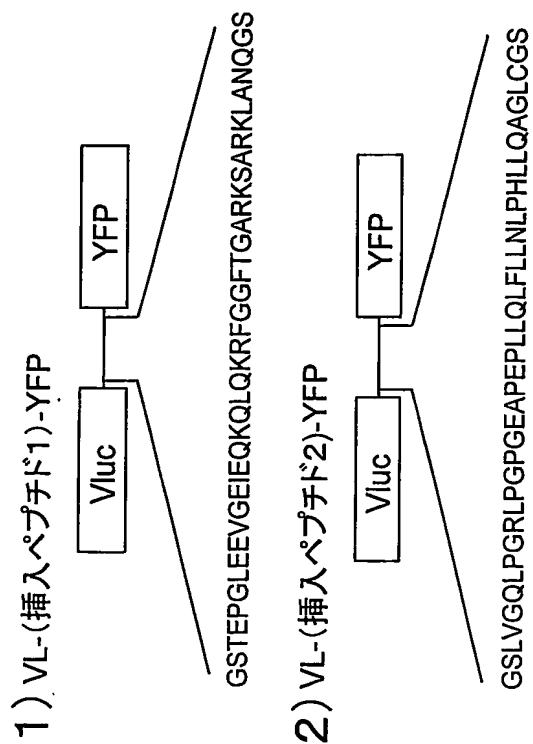 1) VL-(挿入ペプチド1)-YFP
Vluc
YFP
GSTEPGLEEVGEIEQKQLQKRFGGFTGARKSARKLANQGS
2) VL-(挿入ペプチド2)-YFP
Vluc
YFP
GSLVGQLPGRLPGPGEAPEPLLQLFLLNLPHLLQAGLCGS